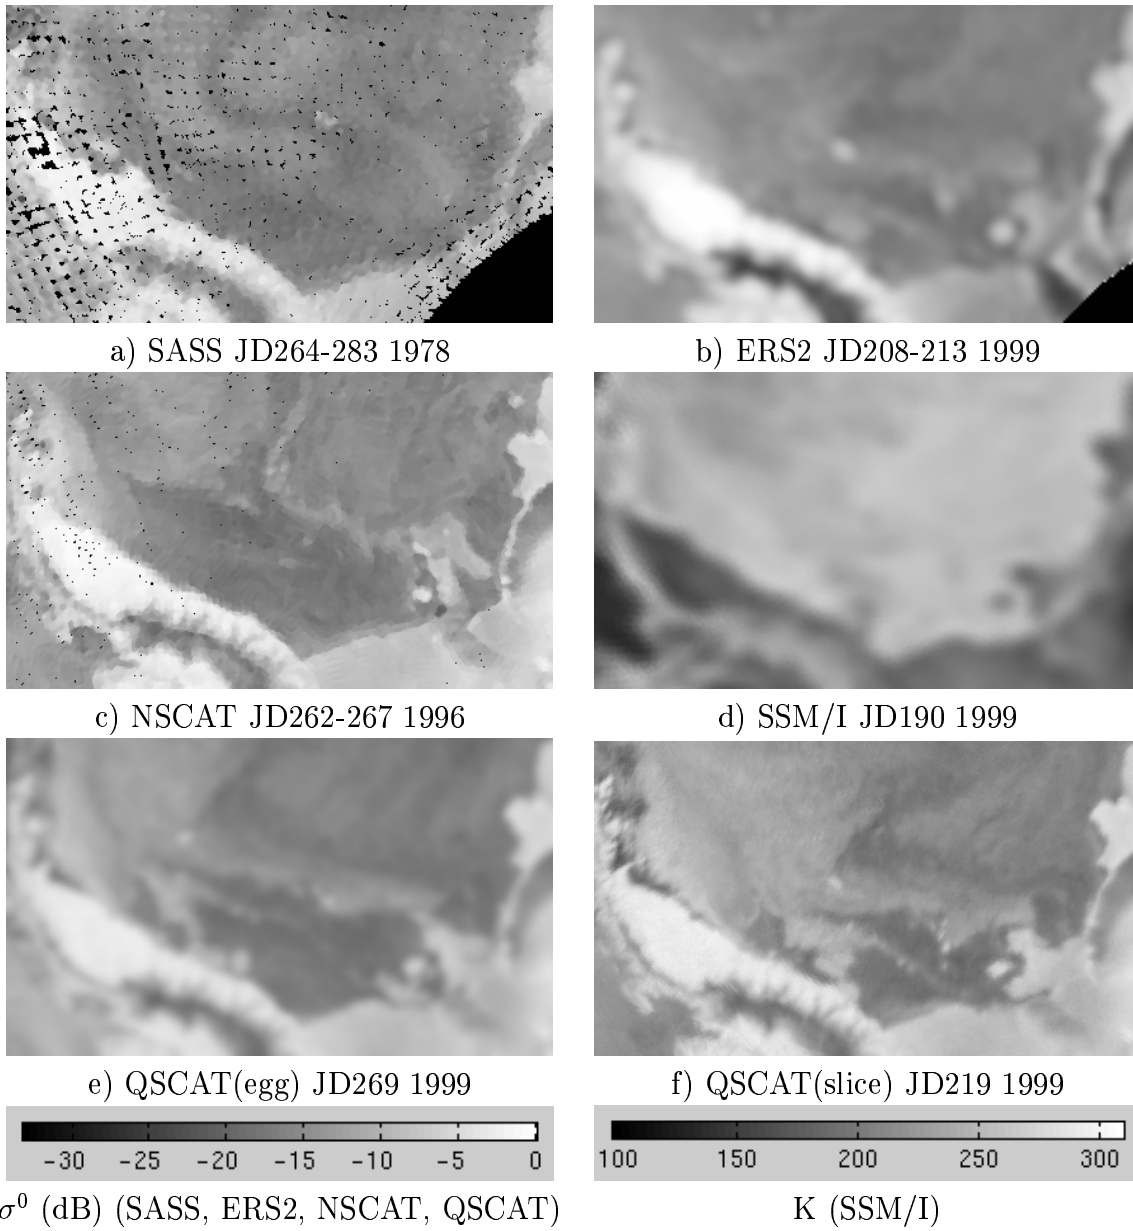 a) SASS JD264-283 1978
b) ERS2 JD208-213 1999
c) NSCAT JD262-267 1996
d) SSM/I JD190 1999
e) QSCAT(egg) JD269 1999
f) QSCAT(slice) JD219 1999
-30 -25 -20 -15 -10 -5 0
100 150 200 250 300
σ⁰ (dB) (SASS, ERS2, NSCAT, QSCAT)
K (SSM/I)